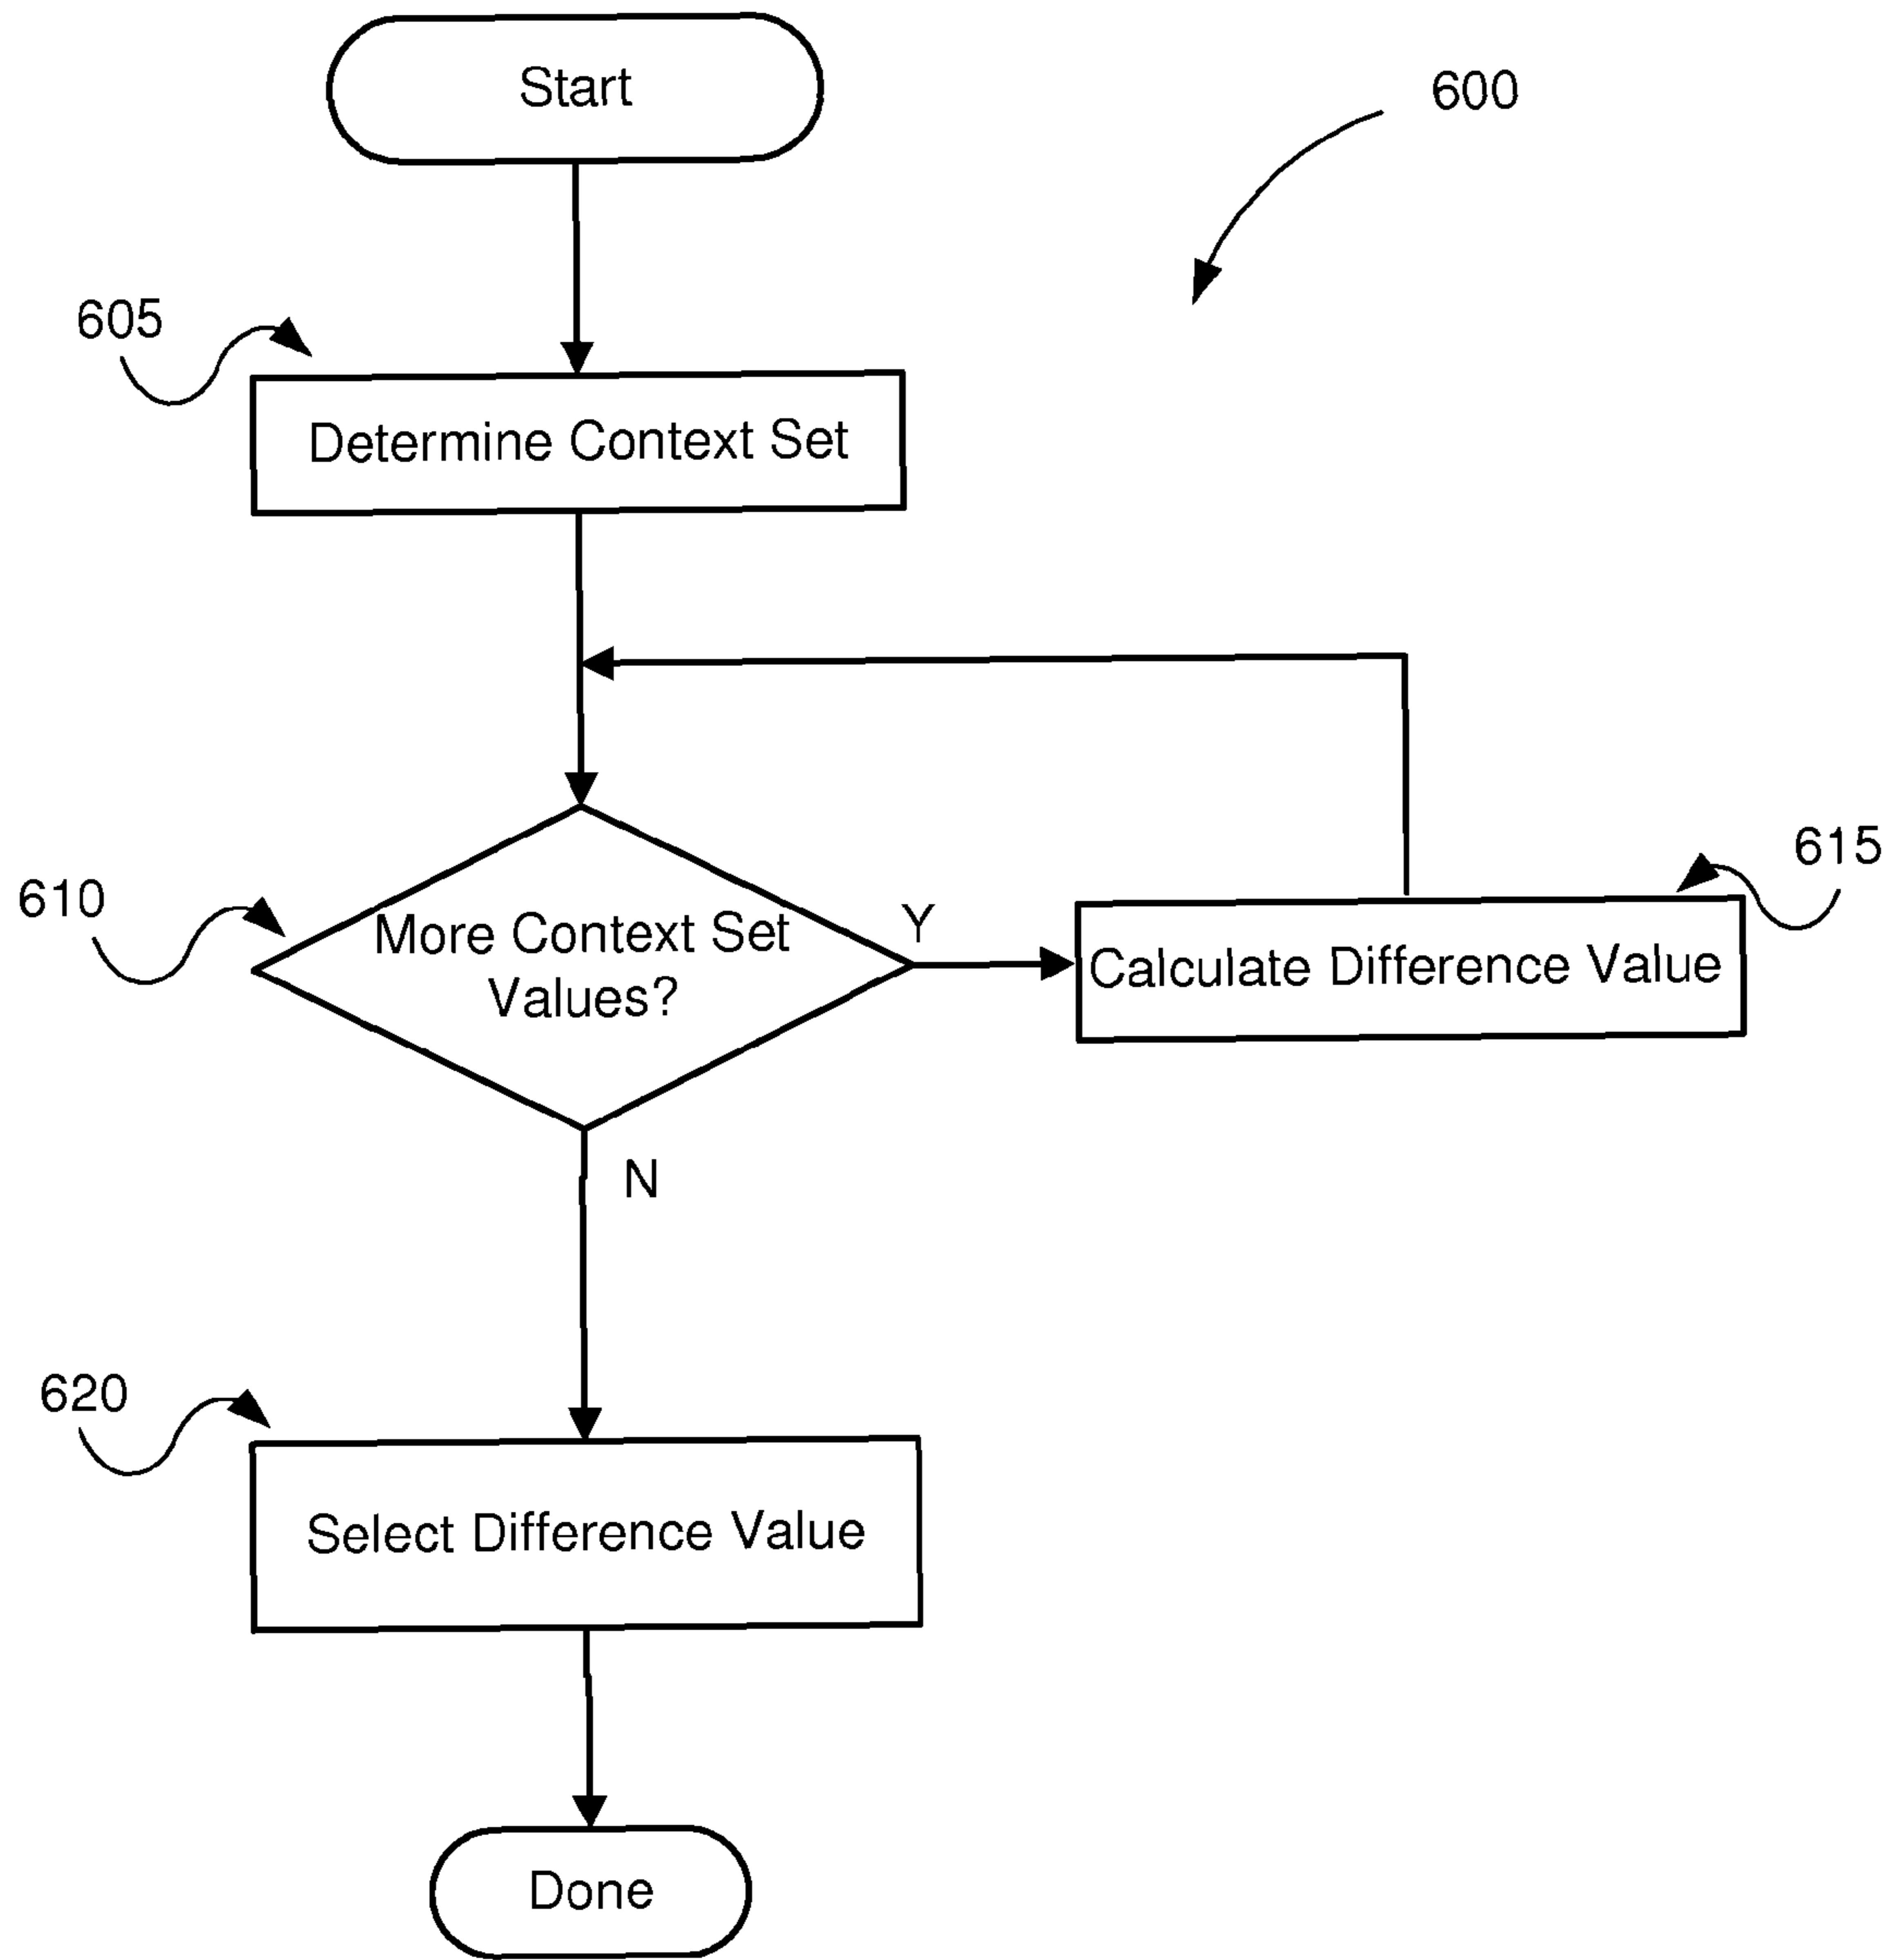 Start
600
605
Determine Context Set
610
More Context Set
Values?
Y
615
Calculate Difference Value
N
620
Select Difference Value
Done